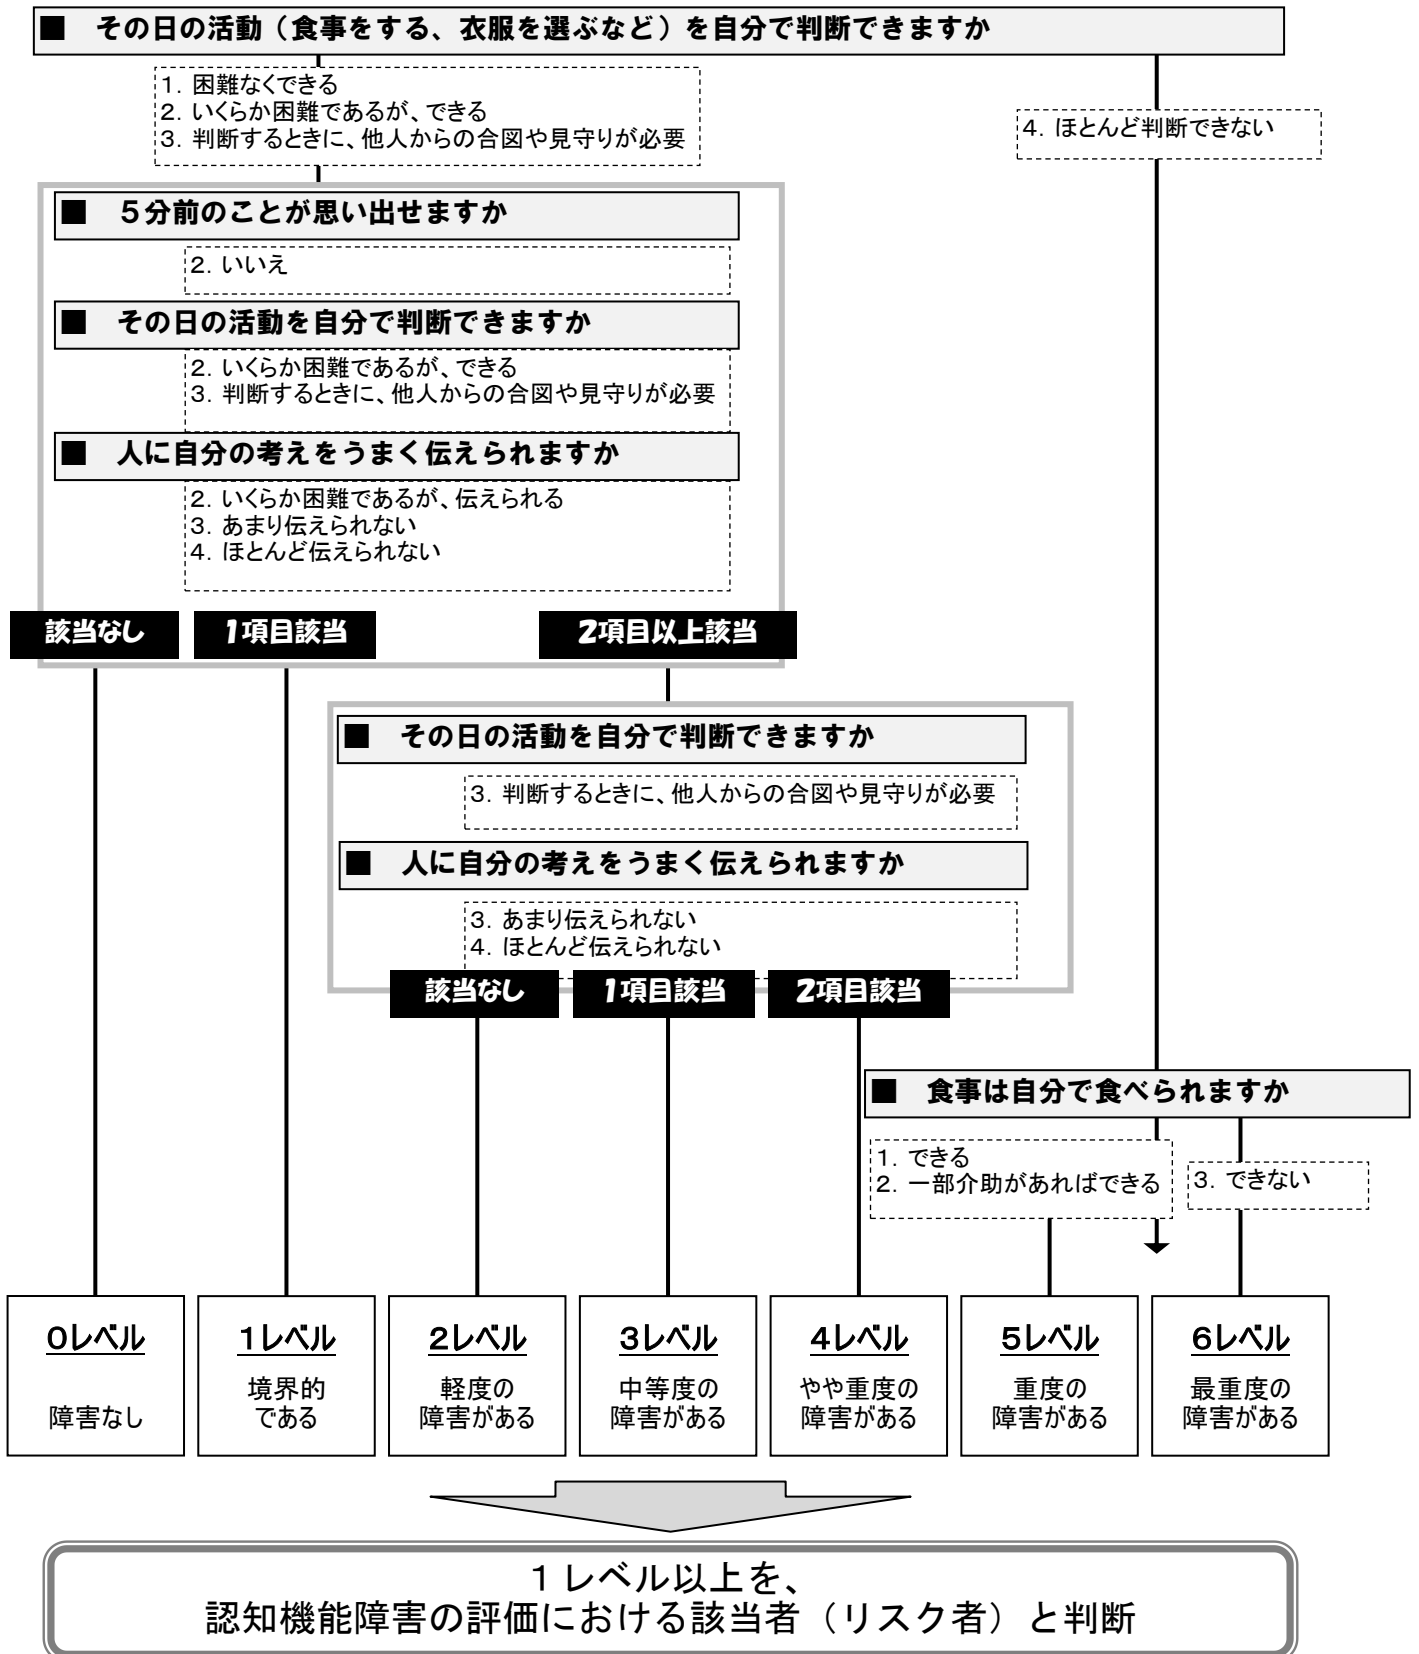 ■　その日の活動（食事をする、衣服を選ぶなど）を自分で判断できますか
1. 困難なくできる
2. いくらか困難であるが、できる
3. 判断するときに、他人からの合図や見守りが必要
4. ほとんど判断できない
■　５分前のことが思い出せますか
2. いいえ
■　その日の活動を自分で判断できますか
2. いくらか困難であるが、できる
3. 判断するときに、他人からの合図や見守りが必要
■　人に自分の考えをうまく伝えられますか
2. いくらか困難であるが、伝えられる
3. あまり伝えられない
4. ほとんど伝えられない
該当なし
1項目該当
2項目以上該当
■　その日の活動を自分で判断できますか
3. 判断するときに、他人からの合図や見守りが必要
■　人に自分の考えをうまく伝えられますか
3. あまり伝えられない
4. ほとんど伝えられない
該当なし
1項目該当
2項目該当
■　食事は自分で食べられますか
1. できる
2. 一部介助があればできる
3. できない
0レベル
障害なし
1レベル
境界的
である
2レベル
軽度の
障害がある
3レベル
中等度の
障害がある
4レベル
やや重度の
障害がある
5レベル
重度の
障害がある
6レベル
最重度の
障害がある
１レベル以上を、
認知機能障害の評価における該当者（リスク者）と判断